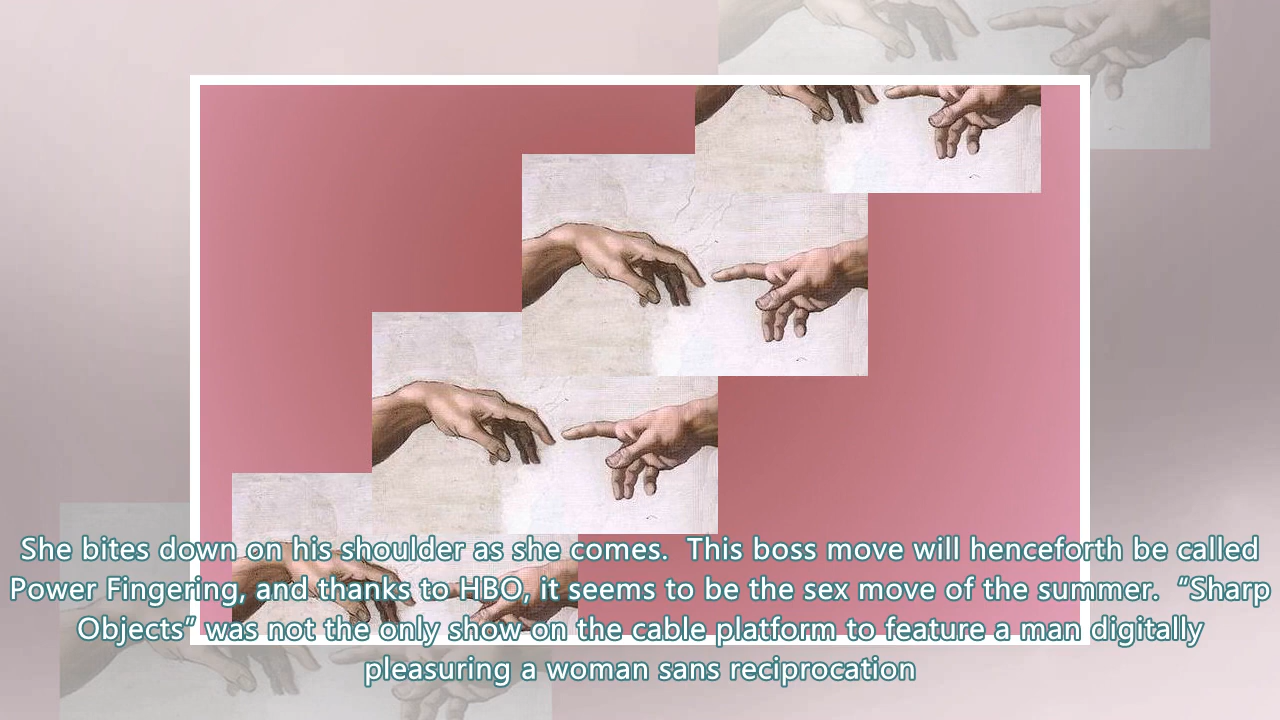 She bites down on his shoulder as she comes.  This boss move will henceforth be called
Power Fingering, and thanks to HBO, it seems to be the sex move of the summer.  “Sharp
Objects” was not the only show on the cable platform to feature a man digitally
pleasuring a woman sans reciprocation